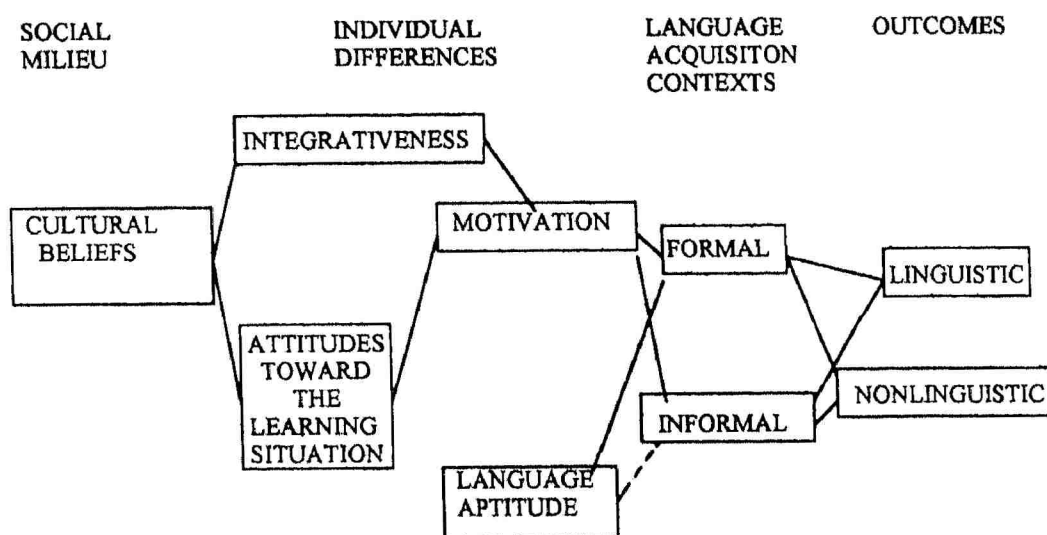 SOCIAL
MILIEU
INDIVIDUAL
DIFFERENCES
LANGUAGE
ACQUISITON
CONTEXTS
OUTCOMES
INTEGRATIVENESS
CULTURAL
BELIEFS
MOTIVATION
FORMAL
LINGUISTIC
ATTITUDES
TOWARD
THE
LEARNING
SITUATION
NONLINGUISTIC
INFORMAL
LANGUAGE
APTITUDE